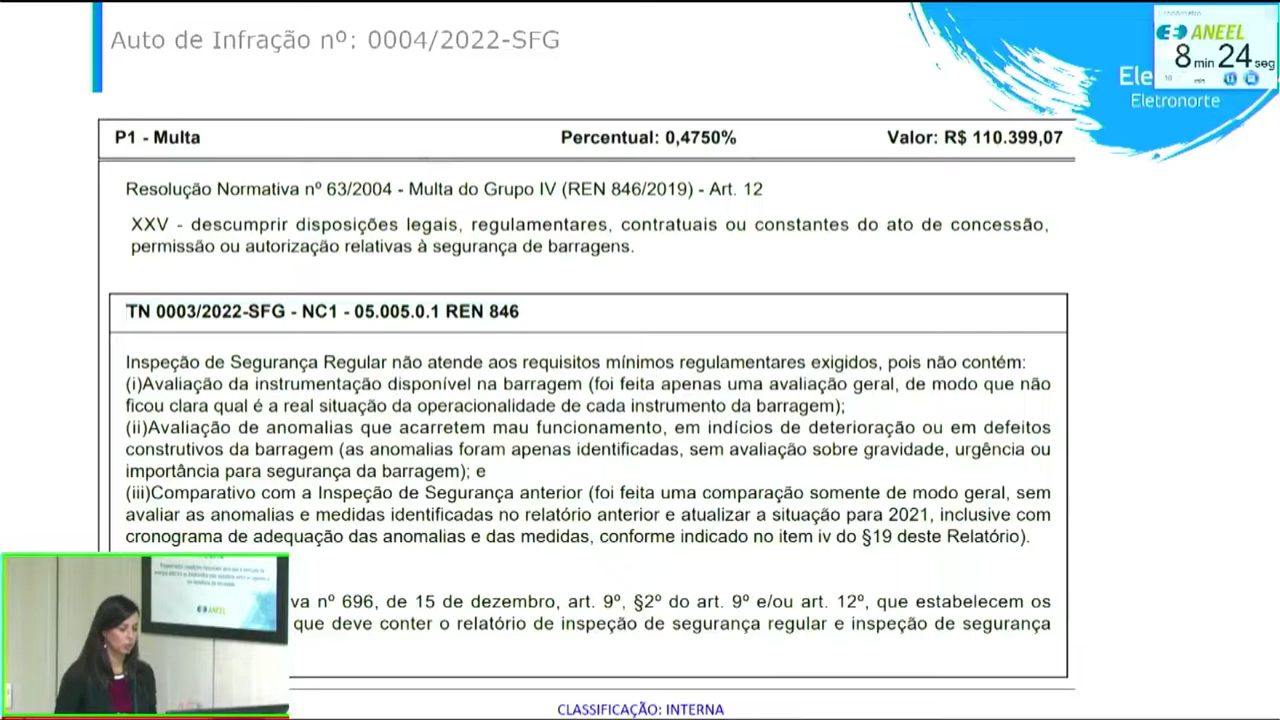 Auto de Infração nº: 0004/2022-SFG
ANEEL
8 min 24 seg
10 min
Ele
Eletronorte
P1 - Multa Percentual: 0,4750% Valor: R$ 110.399,07
Resolução Normativa nº 63/2004 - Multa do Grupo IV (REN 846/2019) - Art. 12
XXV - descumprir disposições legais, regulamentares, contratuais ou constantes do ato de concessão,
permissão ou autorização relativas à segurança de barragens.
TN 0003/2022-SFG - NC1 - 05.005.0.1 REN 846
Inspeção de Segurança Regular não atende aos requisitos mínimos regulamentares exigidos, pois não contém:
(i)Avaliação da instrumentação disponível na barragem (foi feita apenas uma avaliação geral, de modo que não
ficou clara qual é a real situação da operacionalidade de cada instrumento da barragem);
(ii)Avaliação de anomalias que acarretem mau funcionamento, em indícios de deterioração ou em defeitos
construtivos da barragem (as anomalias foram apenas identificadas, sem avaliação sobre gravidade, urgência ou
importância para segurança da barragem); e
(iii)Comparativo com a Inspeção de Segurança anterior (foi feita uma comparação somente de modo geral, sem
avaliar as anomalias e medidas identificadas no relatório anterior e atualizar a situação para 2021, inclusive com
cronograma de adequação das anomalias e das medidas, conforme indicado no item iv do §19 deste Relatório).
va nº 696, de 15 de dezembro, art. 9º, §2º do art. 9º e/ou art. 12º, que estabelecem os
que deve conter o relatório de inspeção de segurança regular e inspeção de segurança
ANEEL
CLASSIFICAÇÃO: INTERNA